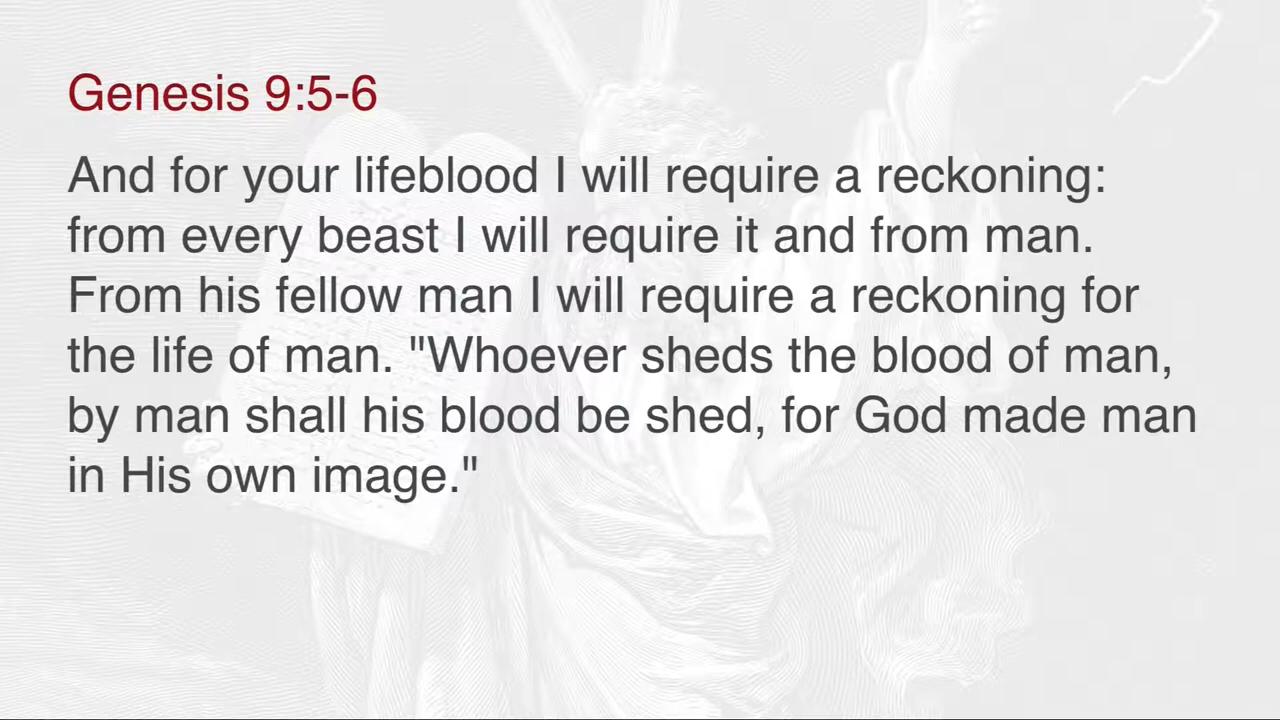 Genesis 9:5-6
And for your lifeblood I will require a reckoning:
from every beast I will require it and from man.
From his fellow man I will require a reckoning for
the life of man. "Whoever sheds the blood of man,
by man shall his blood be shed, for God made man
in His own image."